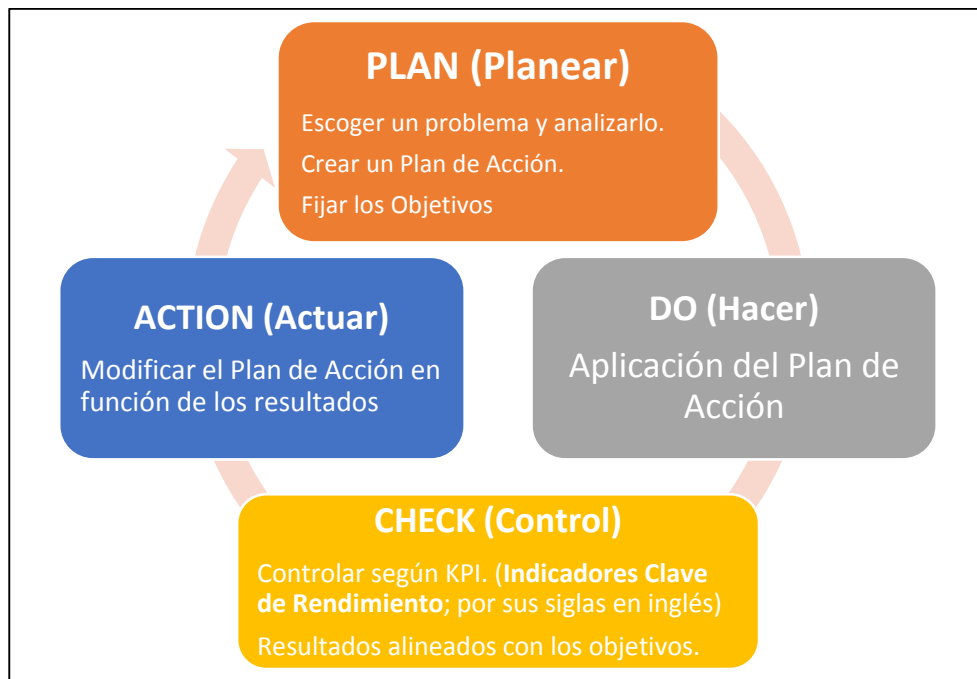 PLAN (Planear)
Escoger un problema y analizarlo.
Crear un Plan de Acción.
Fijar los Objetivos
DO (Hacer)
Aplicación del Plan de
Acción
CHECK (Control)
Controlar según KPI. (Indicadores Clave
de Rendimiento; por sus siglas en inglés)
Resultados alineados con los objetivos.
ACTION (Actuar)
Modificar el Plan de Acción en
función de los resultados